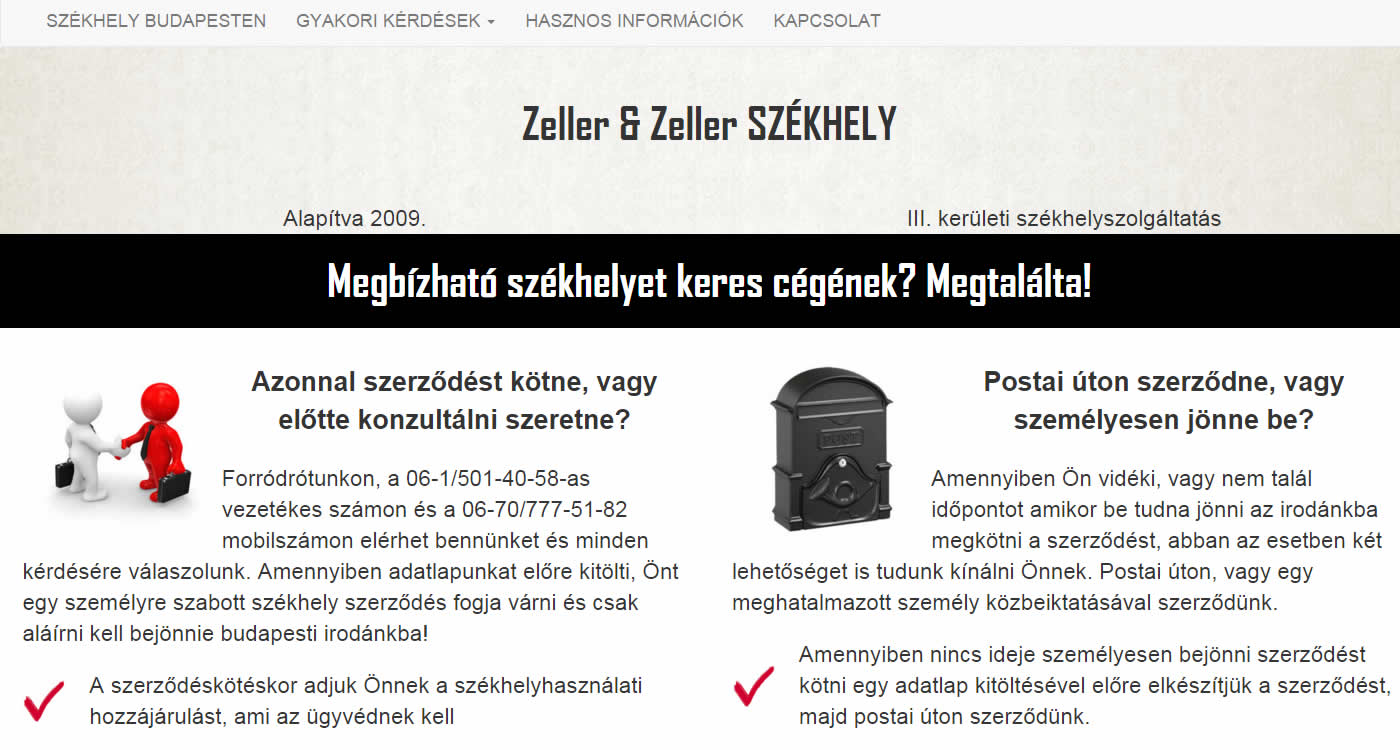 SZÉKHELY BUDAPESTEN GYAKORI KÉRDÉSEK HASZNOS INFORMÁCIÓK KAPCSOLAT
Zeller & Zeller SZÉKHELY
Alapítva 2009. III. kerületi székhelyszolgáltatás
Megbízható székhelyet keres cégének? Megtalálta!
Azonnal szerződést kötne, vagy
előtte konzultálni szeretne?
Forródrótunkon, a 06-1/501-40-58-as
vezetékes számon és a 06-70/777-51-82
mobilszámon elérhet bennünket és minden
kérdésére válaszolunk. Amennyiben adatlapunkat előre kitölti, Önt
egy személyre szabott székhely szerződés fogja várni és csak
aláírni kell bejönnie budapesti irodánkba!
A szerződéskötéskor adjuk Önnek a székhelyhasználati
hozzájárulást, ami az ügyvédnek kell
Postai úton szerződne, vagy
személyesen jönne be?
POST
Amennyiben Ön vidéki, vagy nem talál
időpontot amikor be tudna jönni az irodánkba
megkötni a szerződést, abban az esetben két
lehetőséget is tudunk kínálni Önnek. Postai úton, vagy egy
meghatalmazott személy közbeiktatásával szerződünk.
Amennyiben nincs ideje személyesen bejönni szerződést
kötni egy adatlap kitöltésével előre elkészítjük a szerződést,
majd postai úton szerződünk.